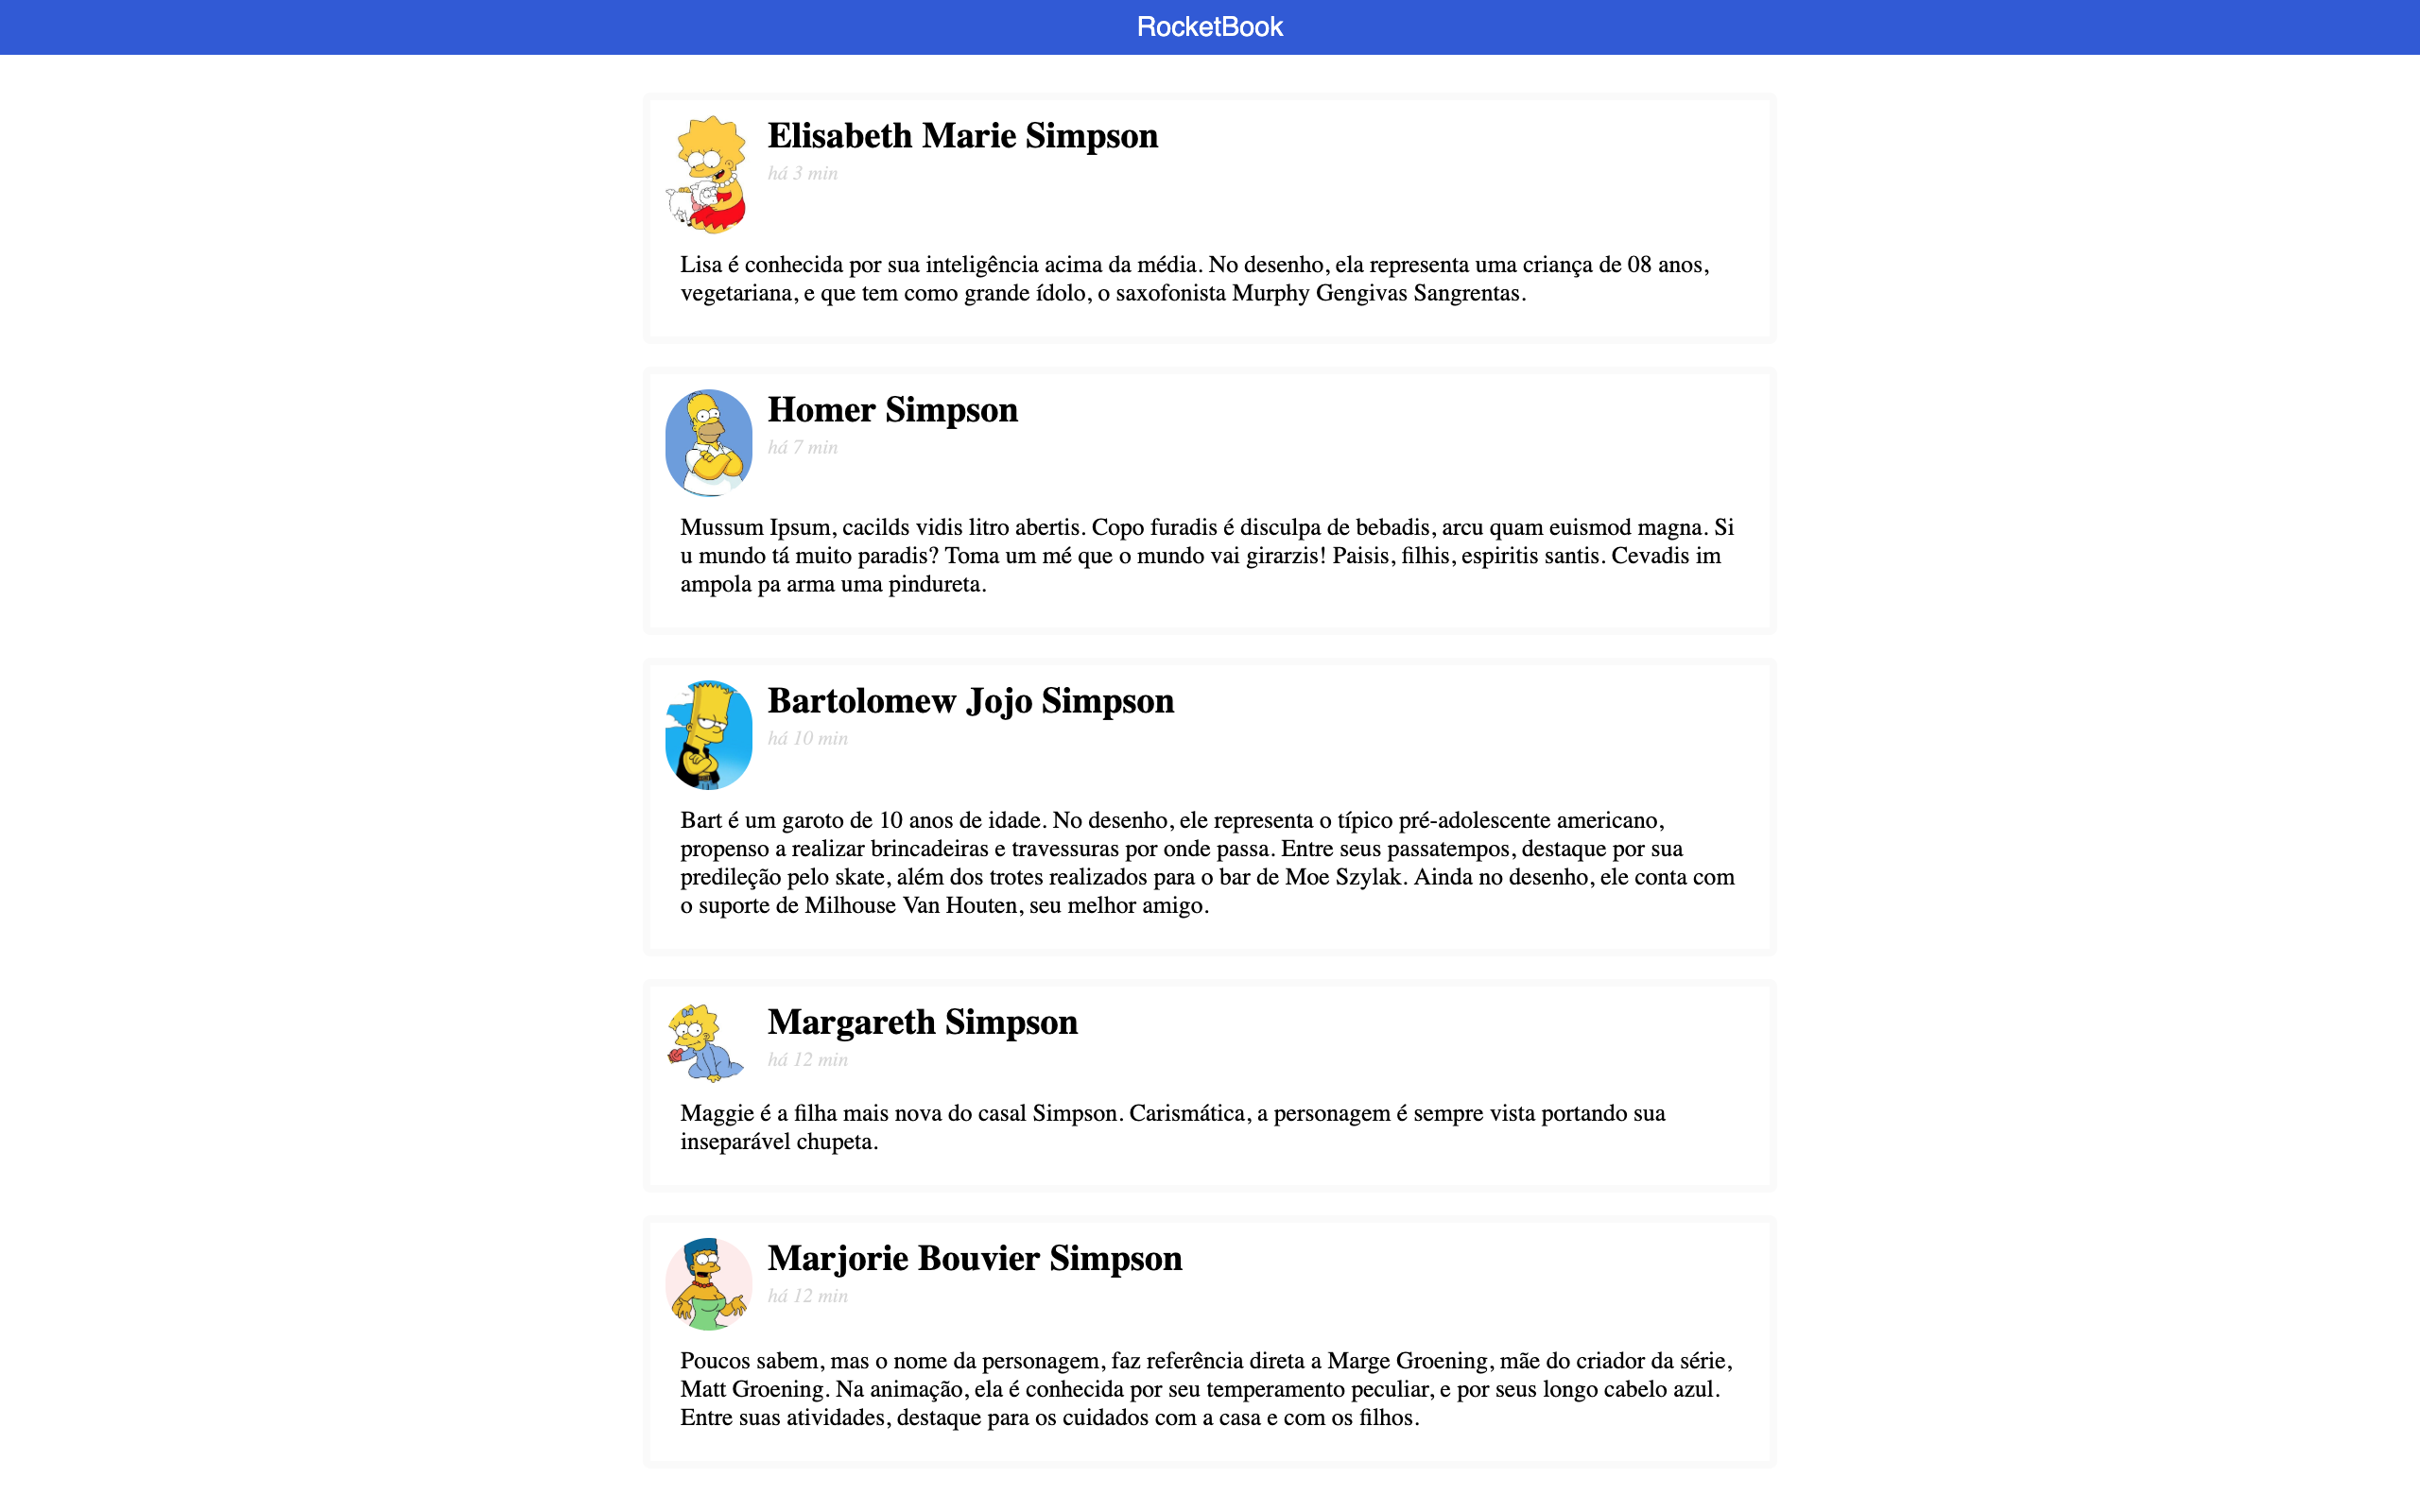 RocketBook
Elisabeth Marie Simpson
há 3 min
Lisa é conhecida por sua inteligência acima da média. No desenho, ela representa uma criança de 08 anos,
vegetariana, e que tem como grande ídolo, o saxofonista Murphy Gengivas Sangrentas.
Homer Simpson
há 7 min
Mussum Ipsum, cacilds vidis litro abertis. Copo furadis é disculpa de bebadis, arcu quam euismod magna. Si
u mundo tá muito paradis? Toma um mé que o mundo vai girarzis! Paisis, filhis, espiritis santis. Cevadis im
ampola pa arma uma pindureta.
Bartolomew Jojo Simpson
há 10 min
Bart é um garoto de 10 anos de idade. No desenho, ele representa o típico pré-adolescente americano,
propenso a realizar brincadeiras e travessuras por onde passa. Entre seus passatempos, destaque por sua
predileção pelo skate, além dos trotes realizados para o bar de Moe Szylak. Ainda no desenho, ele conta com
o suporte de Milhouse Van Houten, seu melhor amigo.
Margareth Simpson
há 12 min
Maggie é a filha mais nova do casal Simpson. Carismática, a personagem é sempre vista portando sua
inseparável chupeta.
Marjorie Bouvier Simpson
há 12 min
Poucos sabem, mas o nome da personagem, faz referência direta a Marge Groening, mãe do criador da série,
Matt Groening. Na animação, ela é conhecida por seu temperamento peculiar, e por seus longo cabelo azul.
Entre suas atividades, destaque para os cuidados com a casa e com os filhos.